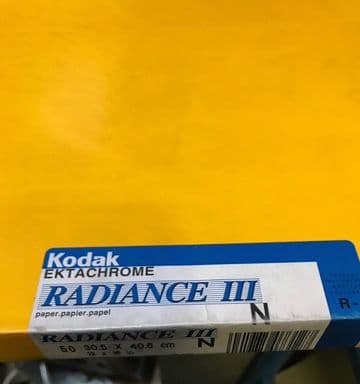 Kodak
EKTACHROME
RADIANCE III
N
paper.papier.papel
R
RADIANCE III
N
50 30.5 X 40.6 cm